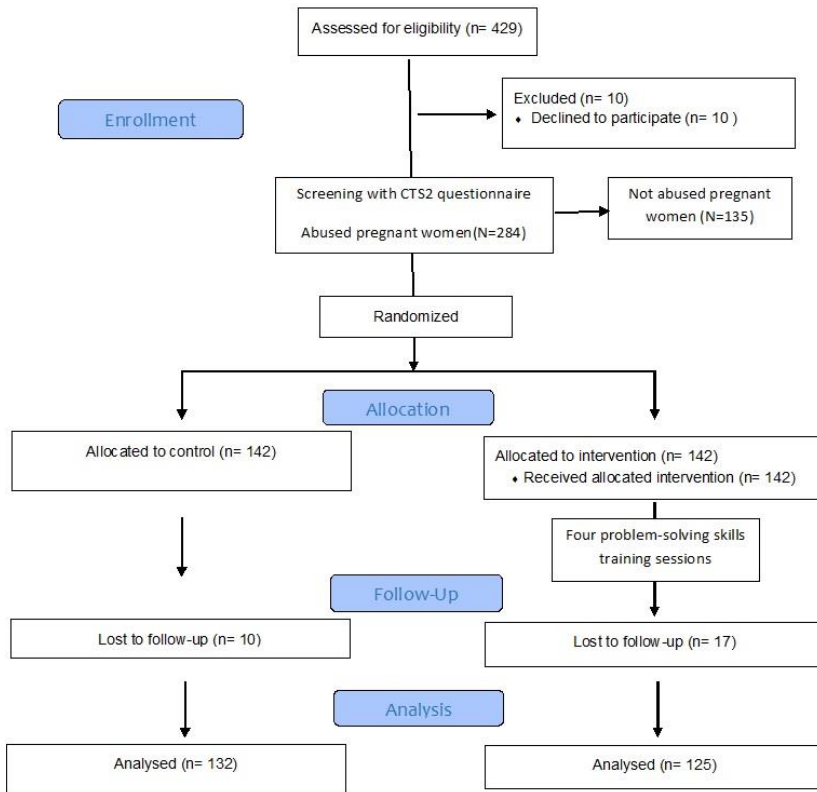 Assessed for eligibility (n= 429)
Enrollment
Excluded (n= 10)
♦ Declined to participate (n= 10 )
Screening with CTS2 questionnaire
Abused pregnant women(N=284)
Not abused pregnant
women (N=135)
Randomized
Allocation
Allocated to control (n= 142)
Allocated to intervention (n= 142)
♦ Received allocated intervention (n= 142)
Four problem-solving skills
training sessions
Follow-Up
Lost to follow-up (n= 10)
Lost to follow-up (n= 17)
Analysis
Analysed (n= 132)
Analysed (n= 125)